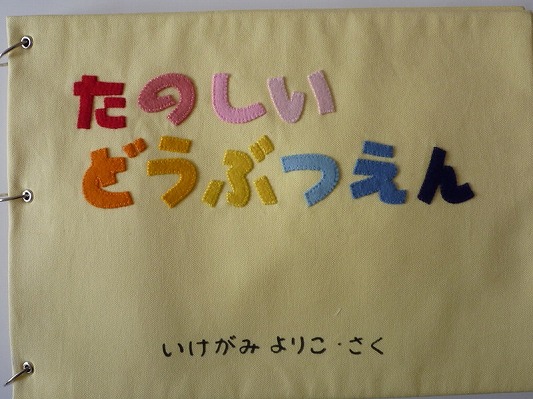 たのしい
どうぶつえん
いけがみ よりこ・さく